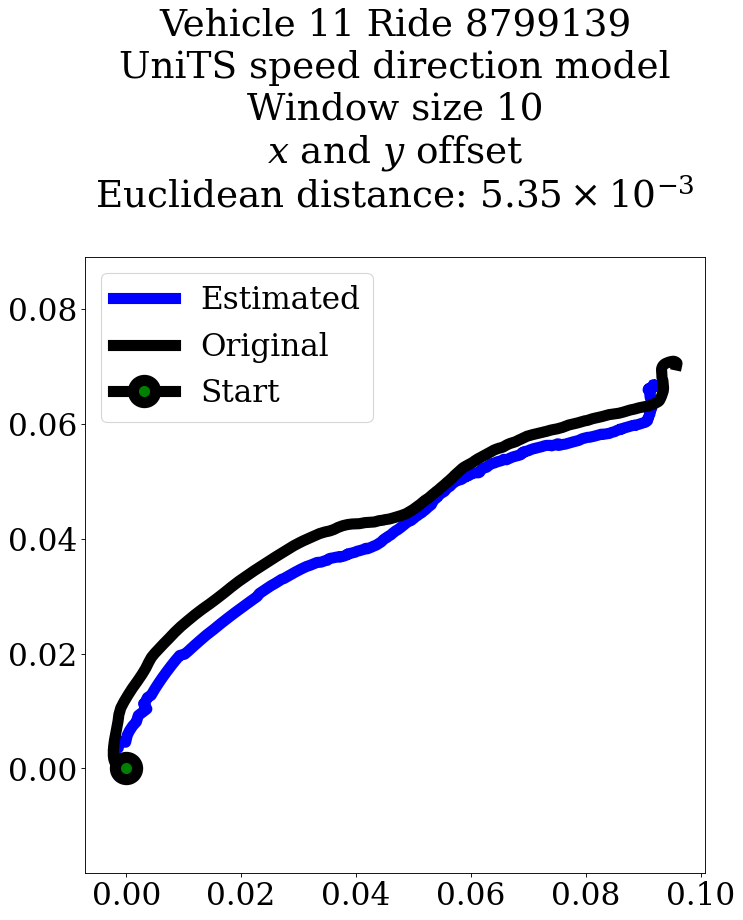 Vehicle 11 Ride 8799139
UniTS speed direction model
Window size 10
x and y offset
Euclidean distance: 5.35 × 10⁻³
Estimated
Original
Start
0.08
0.06
0.04
0.02
0.00
0.00 0.02 0.04 0.06 0.08 0.10